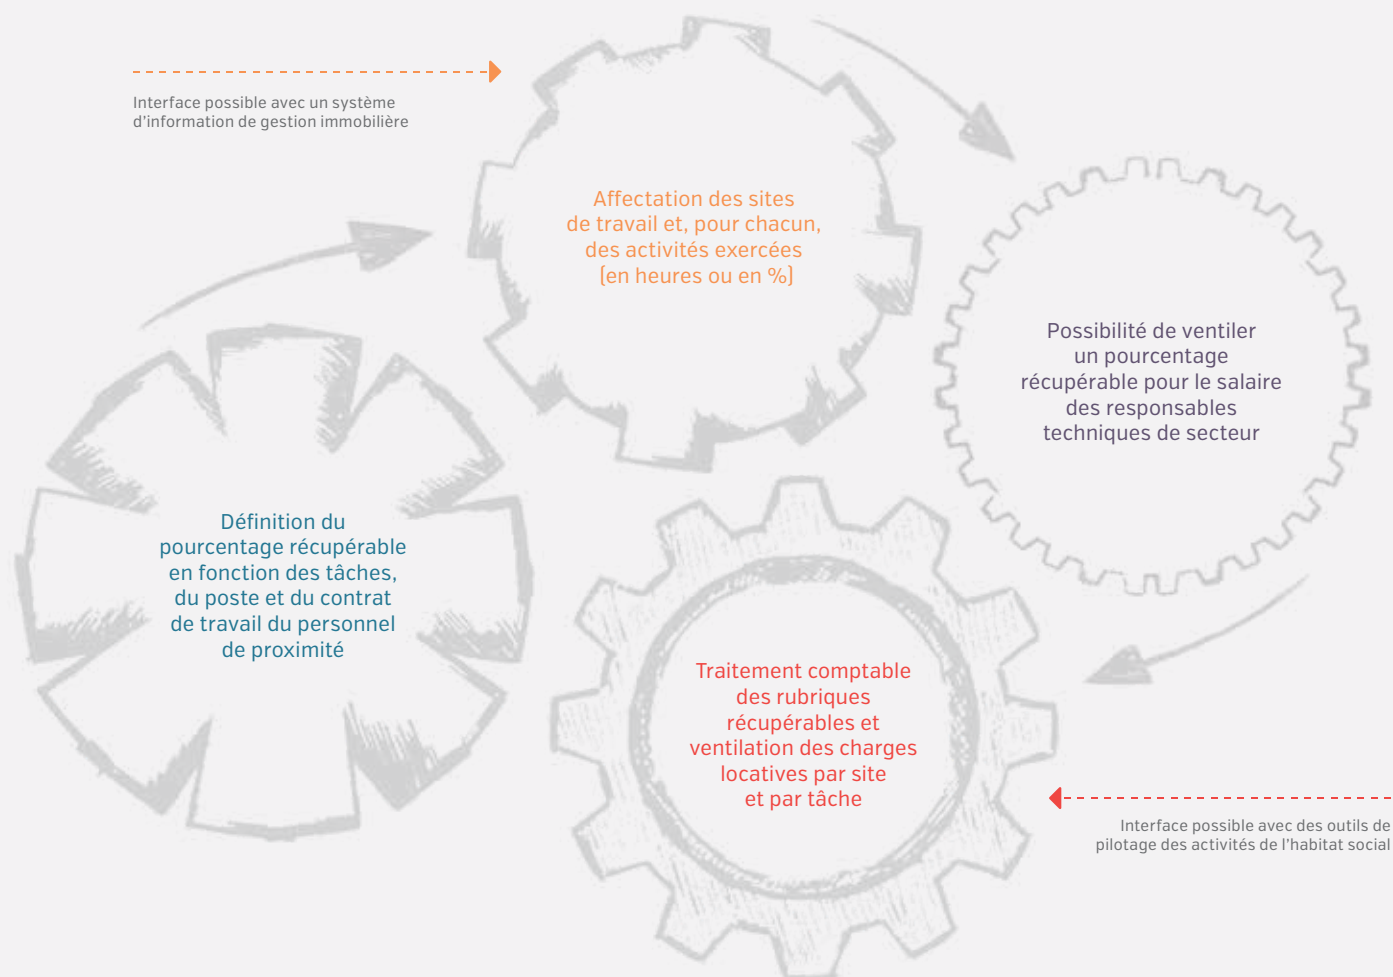 Interface possible avec un système
d'information de gestion immobilière
Affectation des sites
de travail et, pour chacun,
des activités exercées
(en heures ou en %)
Possibilité de ventiler
un pourcentage
récupérable pour le salaire
des responsables
techniques de secteur
Définition du
pourcentage récupérable
en fonction des tâches,
du poste et du contrat
de travail du personnel
de proximité
Traitement comptable
des rubriques
récupérables et
ventilation des charges
locatives par site
et par tâche
Interface possible avec des outils de
pilotage des activités de l'habitat social